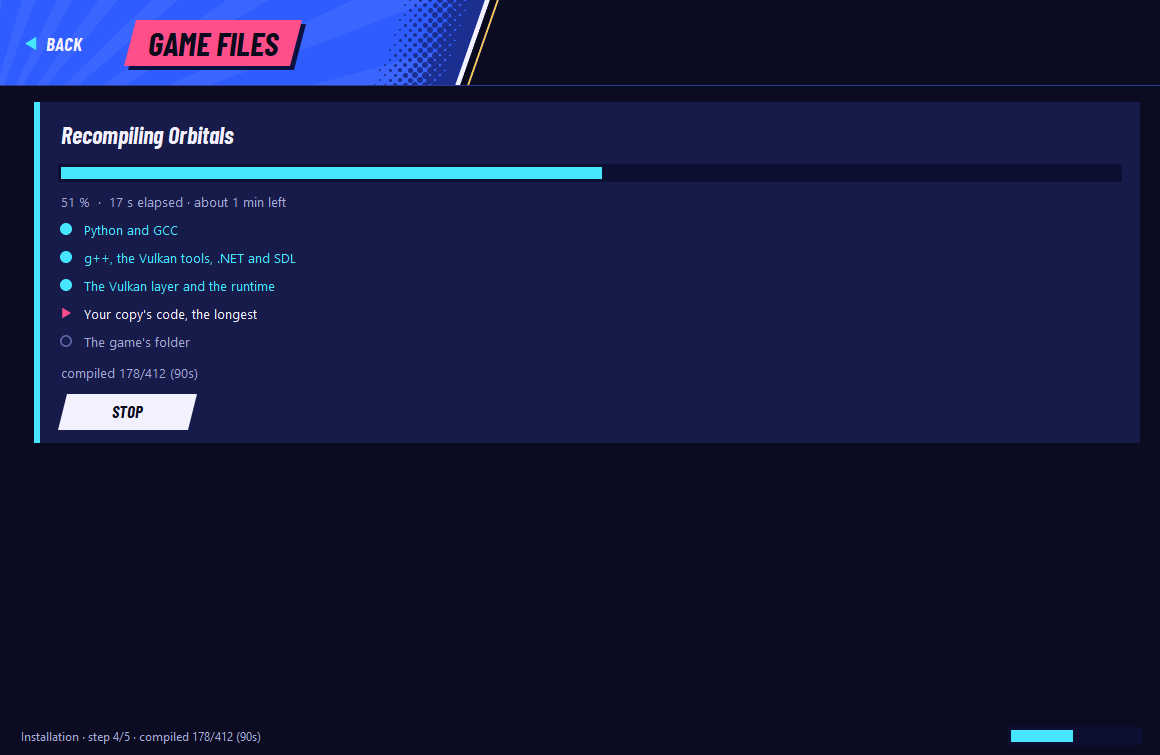 BACK
GAME FILES
Recompiling Orbitals
51 % · 17 s elapsed · about 1 min left
Python and GCC
g++, the Vulkan tools, .NET and SDL
The Vulkan layer and the runtime
Your copy's code, the longest
The game's folder
compiled 178/412 (90s)
STOP
Installation · step 4/5 · compiled 178/412 (90s)